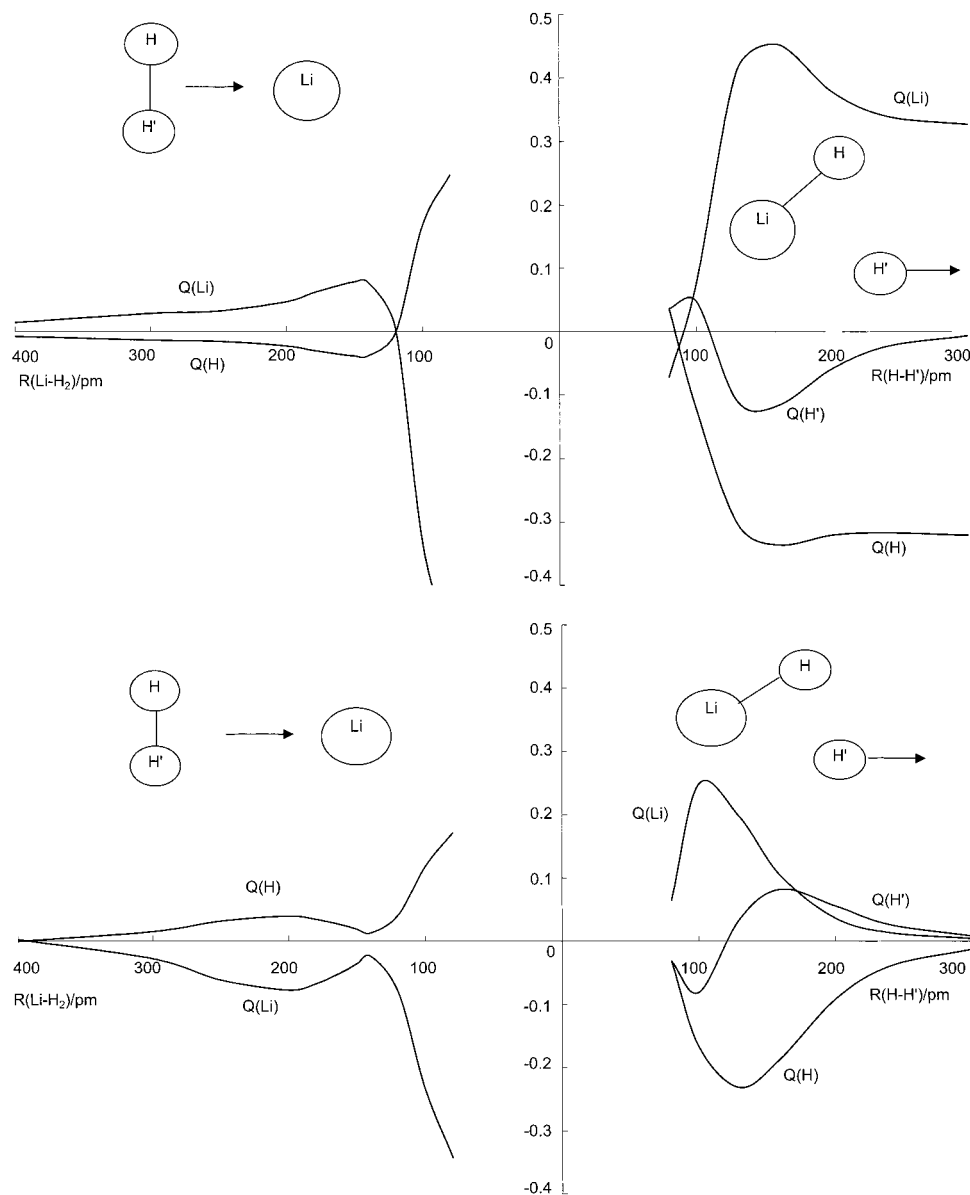 H
H'
Li
Q(Li)
Q(H)
400
300
200
100
R(Li-H2)/pm
0.5
0.4
0.3
0.2
0.1
0
-0.1
-0.2
-0.3
-0.4
Q(Li)
H
Li
H'
100
200
300
R(H-H')/pm
Q(H')
Q(H)
H
H'
Li
Q(H)
Q(Li)
400
300
200
100
R(Li-H2)/pm
0.5
0.4
0.3
0.2
0.1
0
-0.1
-0.2
-0.3
-0.4
H
Li
H'
Q(Li)
Q(H')
100
200
300
R(H-H')/pm
Q(H)